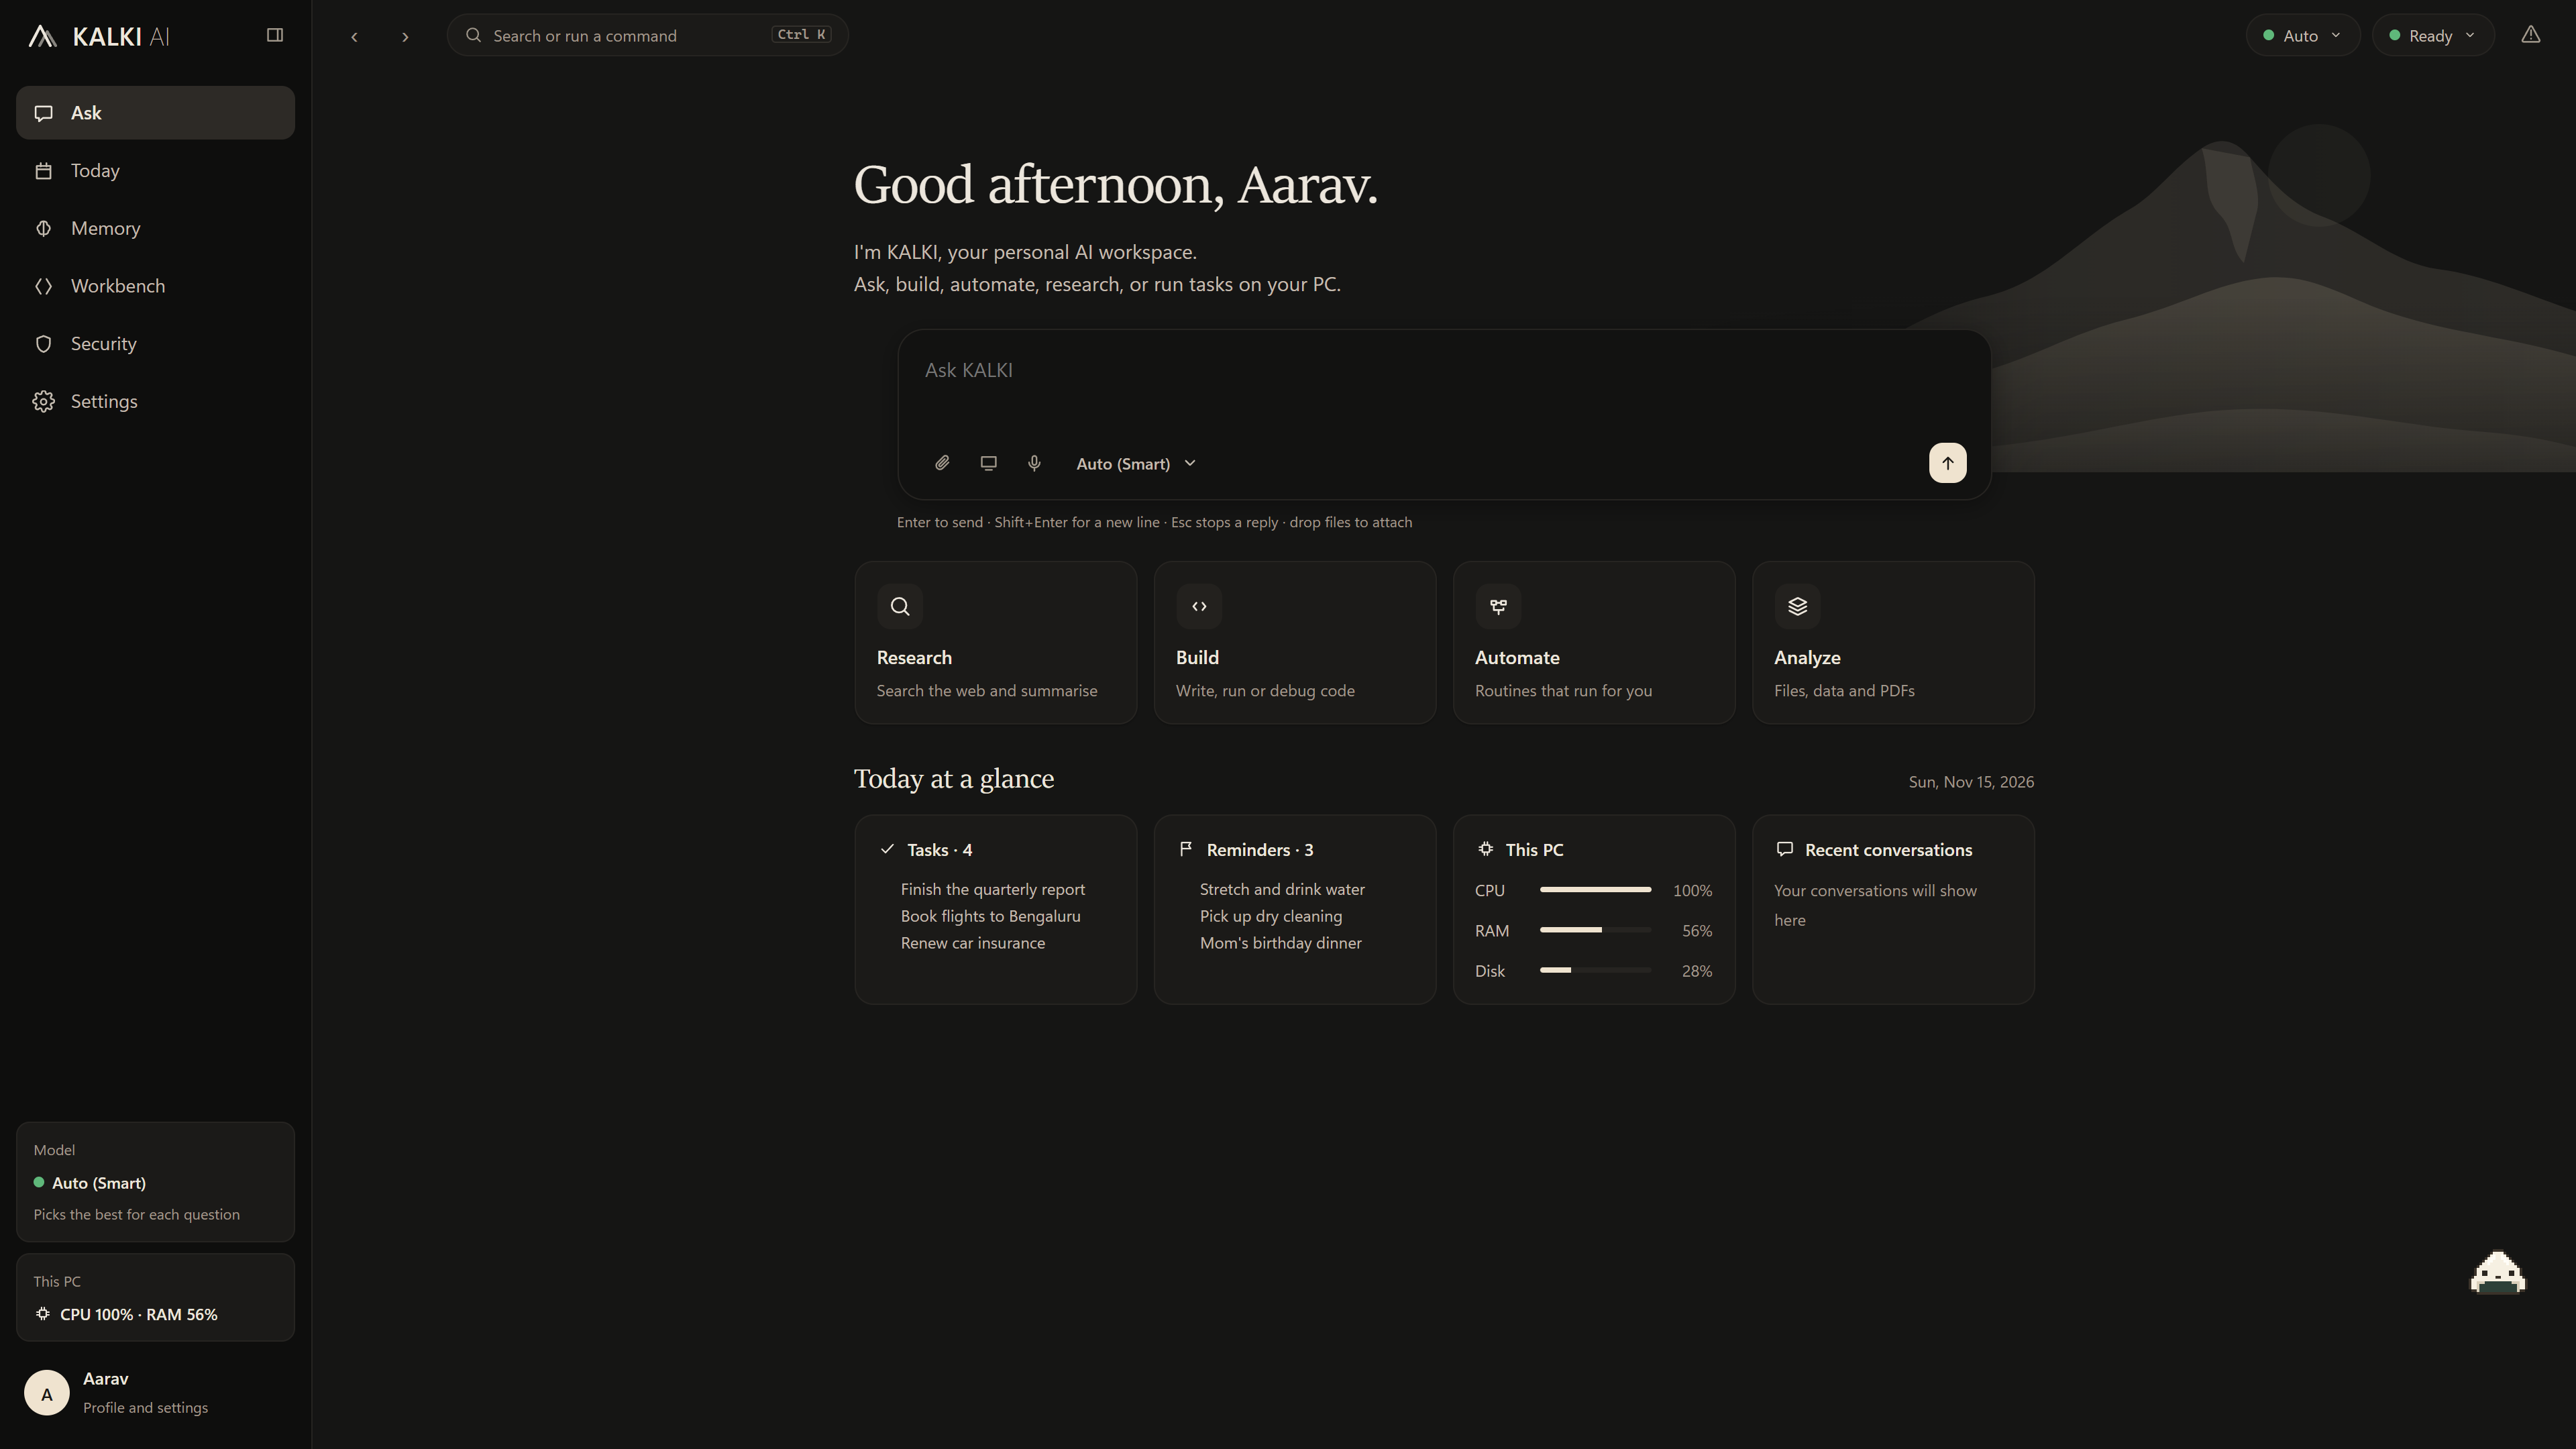 KALKI AI
Ask
Today
Memory
Workbench
Security
Settings
Model
Auto (Smart)
Picks the best for each question
This PC
CPU 100% · RAM 56%
A
Aarav
Profile and settings
Search or run a command
Ctrl K
Auto
Ready
Good afternoon, Aarav.
I'm KALKI, your personal AI workspace.
Ask, build, automate, research, or run tasks on your PC.
Ask KALKI
Auto (Smart)
Enter to send · Shift+Enter for a new line · Esc stops a reply · drop files to attach
Research
Search the web and summarise
Build
Write, run or debug code
Automate
Routines that run for you
Analyze
Files, data and PDFs
Today at a glance
Sun, Nov 15, 2026
Tasks · 4
Finish the quarterly report
Book flights to Bengaluru
Renew car insurance
Reminders · 3
Stretch and drink water
Pick up dry cleaning
Mom's birthday dinner
This PC
CPU 100%
RAM 56%
Disk 28%
Recent conversations
Your conversations will show
here